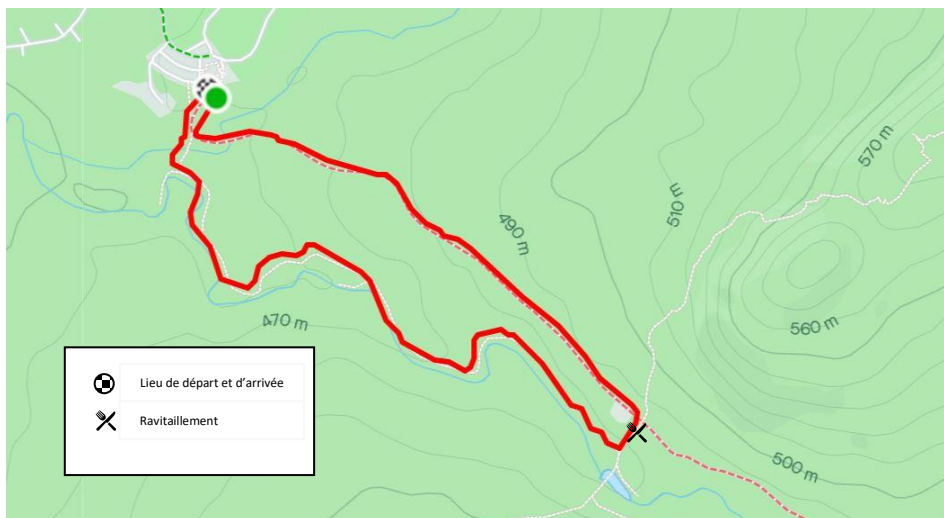 570 m
510 m
490 m
560 m
470 m
500 m
Lieu de départ et d’arrivée
Ravitaillement